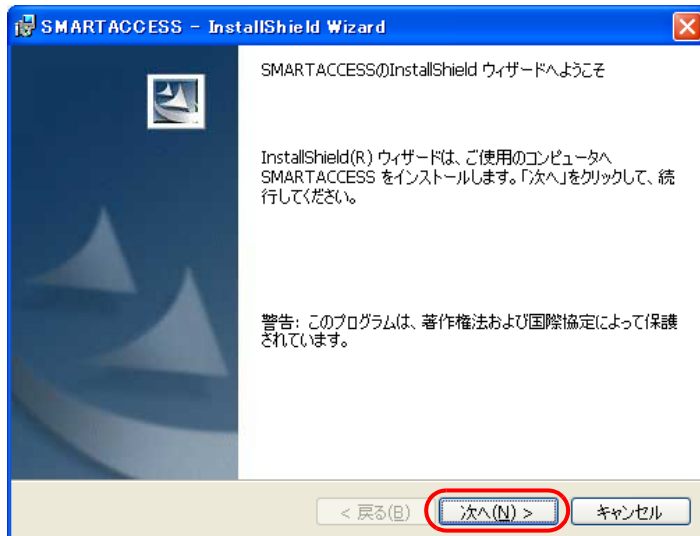 SMARTACCESS - InstallShield Wizard
SMARTACCESSのInstallShield ウィザードへようこそ
InstallShield(R) ウィザードは、ご使用のコンピュータへ
SMARTACCESS をインストールします。「次へ」をクリックして、続
行してください。
警告: このプログラムは、著作権法および国際協定によって保護
されています。
< 戻る(B)
次へ(N) >
キャンセル